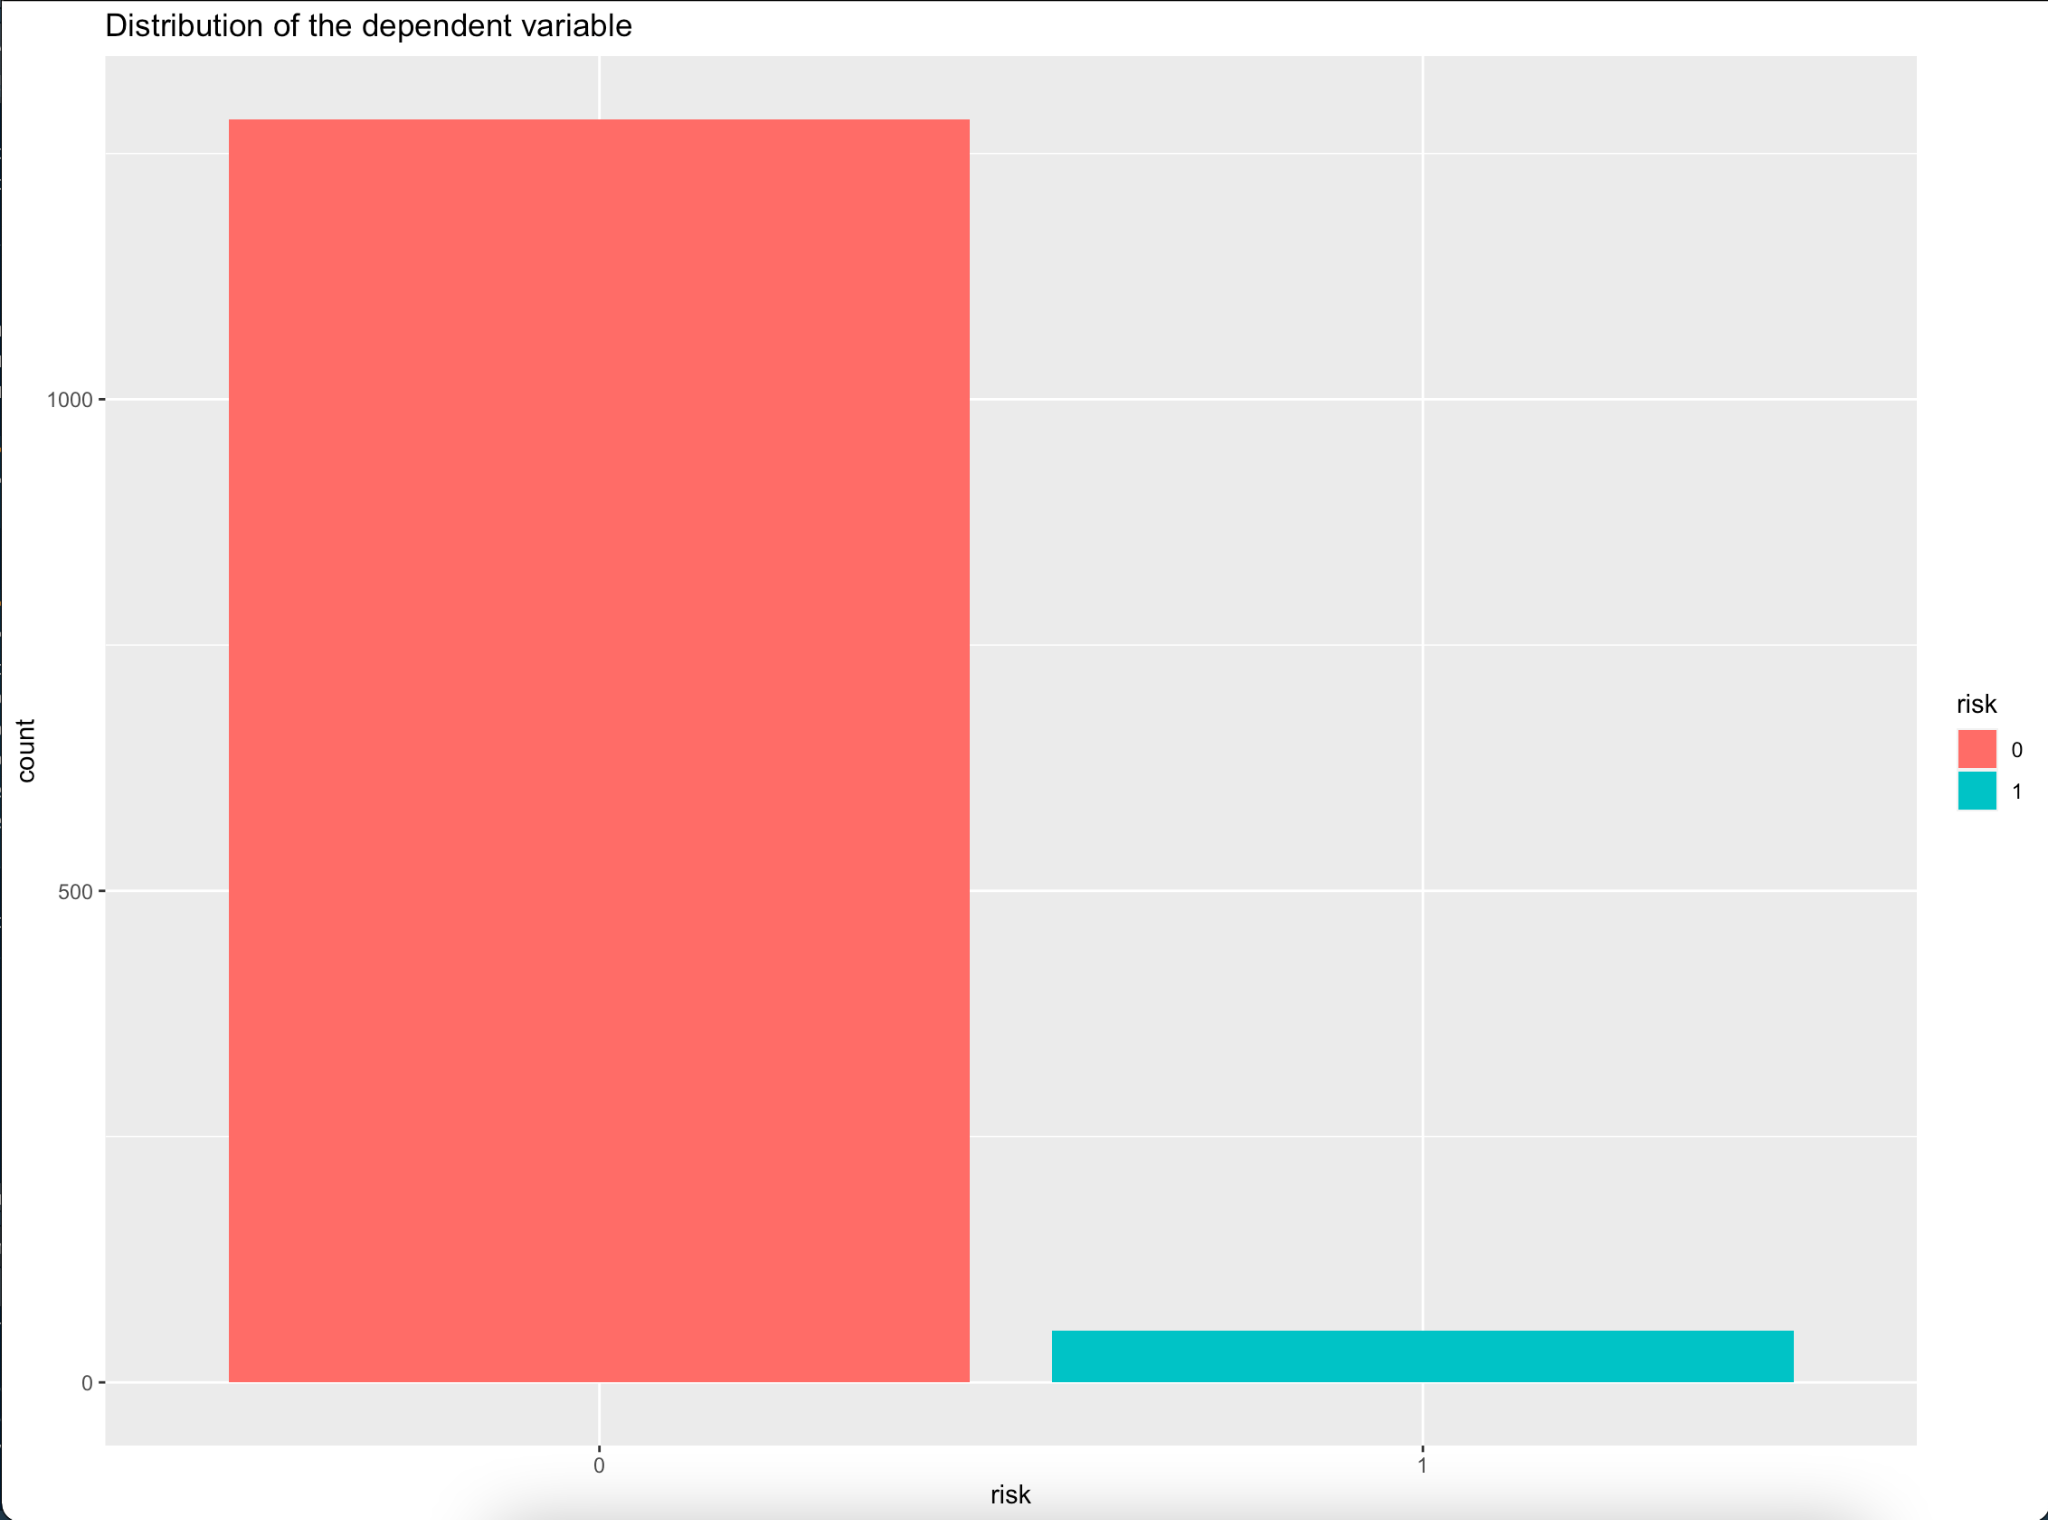 Distribution of the dependent variable
1000
500
0
count
0
1
risk
risk
0
1